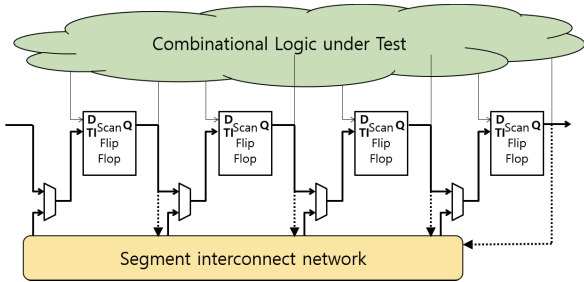 Combinational Logic under Test
D Scan Q
TI
Flip
Flop
D Scan Q
TI
Flip
Flop
D Scan Q
TI
Flip
Flop
D Scan Q
TI
Flip
Flop
Segment interconnect network